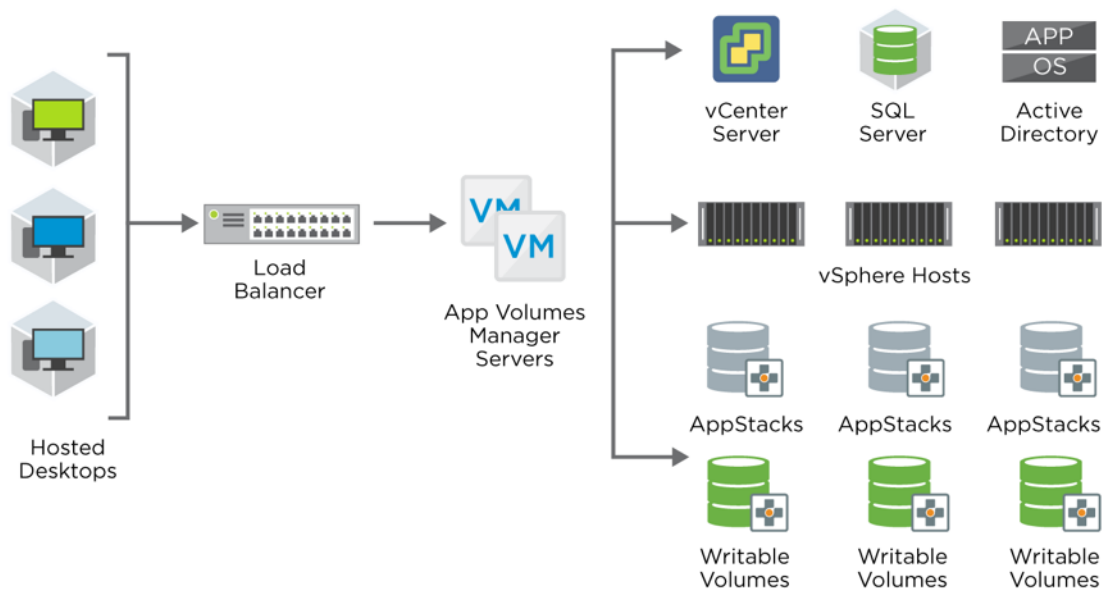 Hosted
Desktops
Load
Balancer
VM
VM
App Volumes
Manager
Servers
vCenter
Server
SQL
Server
APP
OS
Active
Directory
vSphere Hosts
AppStacks
AppStacks
AppStacks
Writable
Volumes
Writable
Volumes
Writable
Volumes